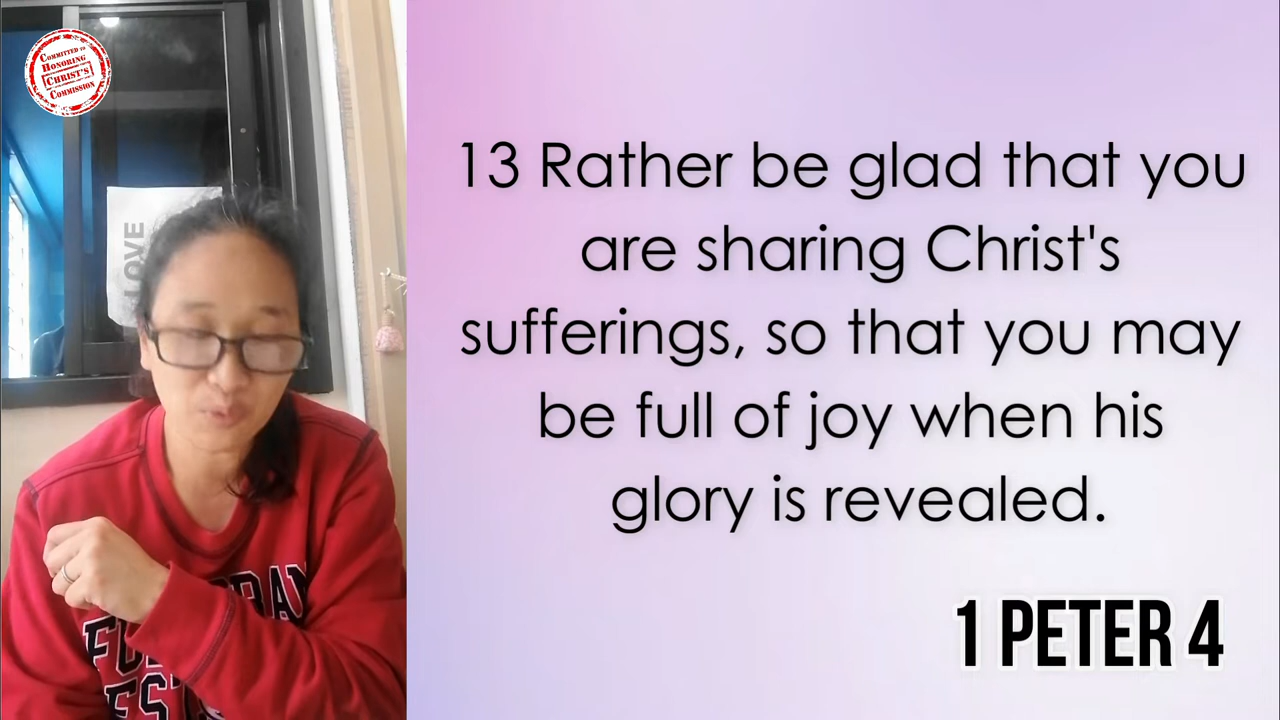 COMMITTED TO
HONORING
CHRIST'S
COMMISSION
LOVE
13 Rather be glad that you
are sharing Christ's
sufferings, so that you may
be full of joy when his
glory is revealed.
1 PETER 4